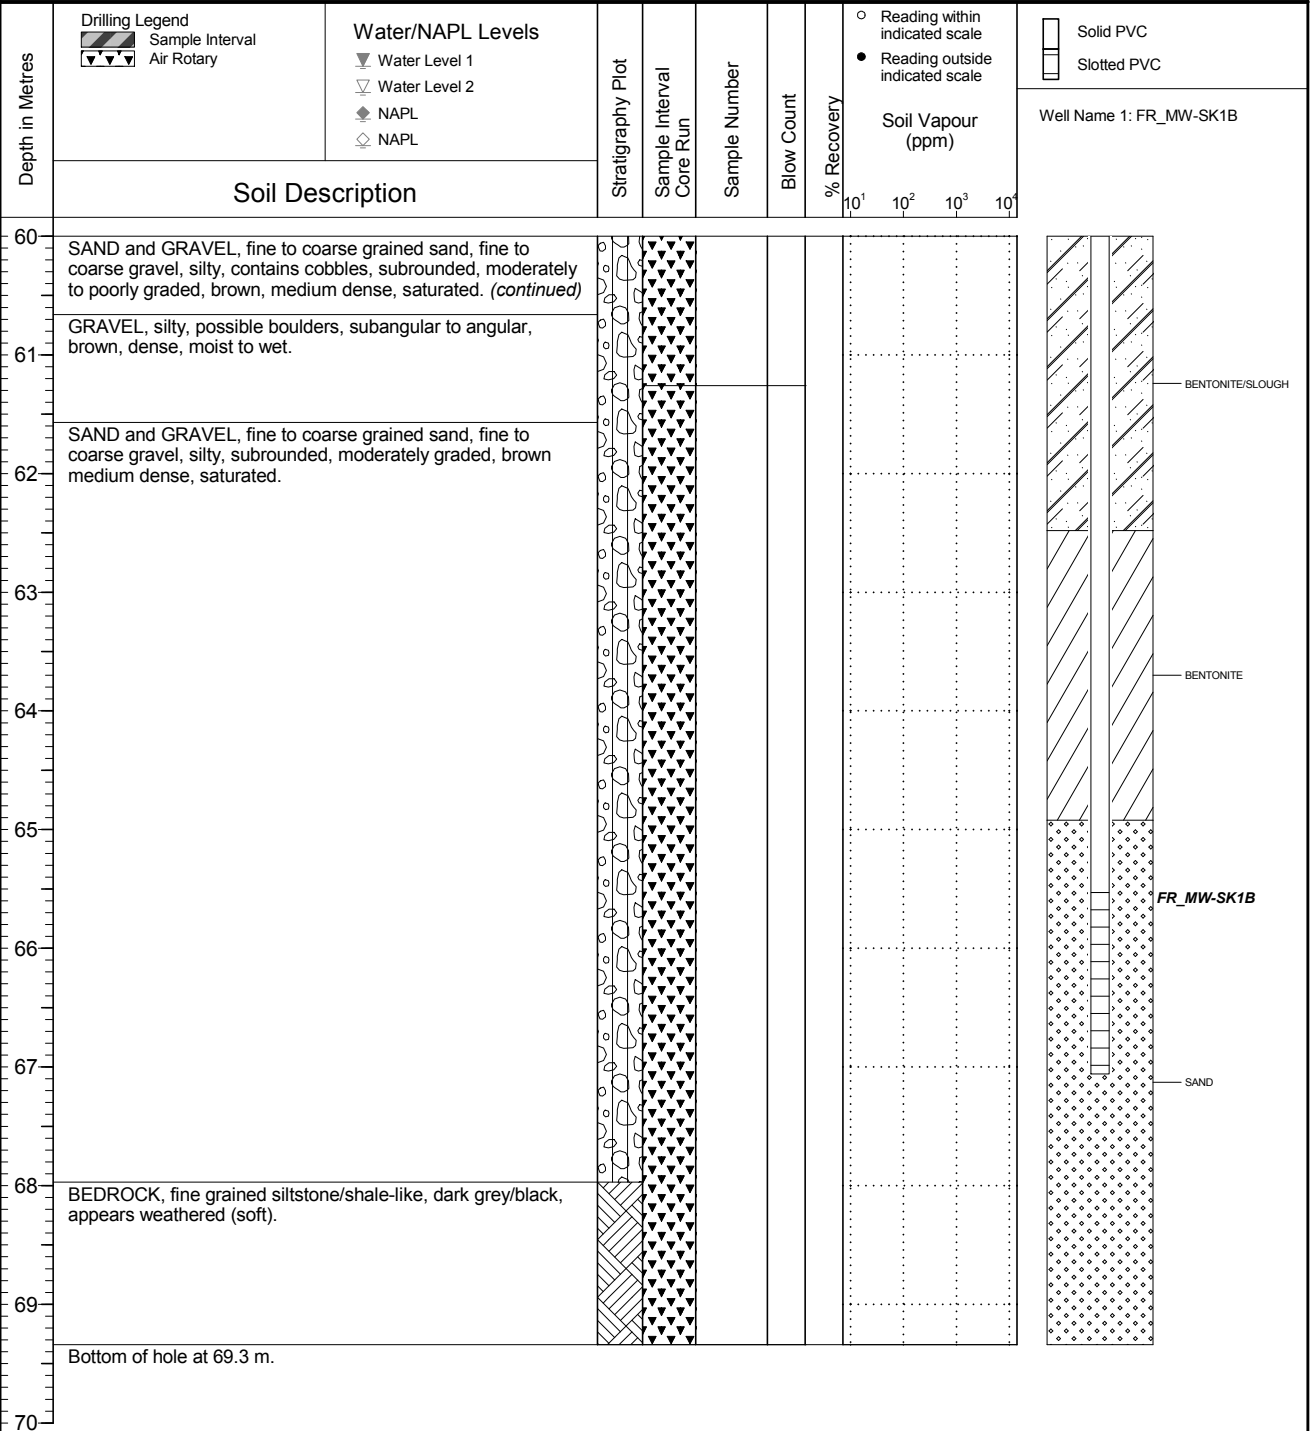 Depth in Metres
Drilling Legend
Sample Interval
Air Rotary
Water/NAPL Levels
Water Level 1
Water Level 2
NAPL
NAPL
Soil Description
Stratigraphy Plot
Sample Interval
Core Run
Sample Number
Blow Count
% Recovery
Reading within
indicated scale
Reading outside
indicated scale
Soil Vapour
(ppm)
10¹ 10² 10³ 10⁴
Solid PVC
Slotted PVC
Well Name 1: FR_MW-SK1B
60
SAND and GRAVEL, fine to coarse grained sand, fine to
coarse gravel, silty, contains cobbles, subrounded, moderately
to poorly graded, brown, medium dense, saturated. (continued)
GRAVEL, silty, possible boulders, subangular to angular,
brown, dense, moist to wet.
61
BENTONITE/SLOUGH
SAND and GRAVEL, fine to coarse grained sand, fine to
coarse gravel, silty, subrounded, moderately graded, brown
medium dense, saturated.
62
63
BENTONITE
64
65
FR_MW-SK1B
66
67
SAND
68
BEDROCK, fine grained siltstone/shale-like, dark grey/black,
appears weathered (soft).
69
Bottom of hole at 69.3 m.
70